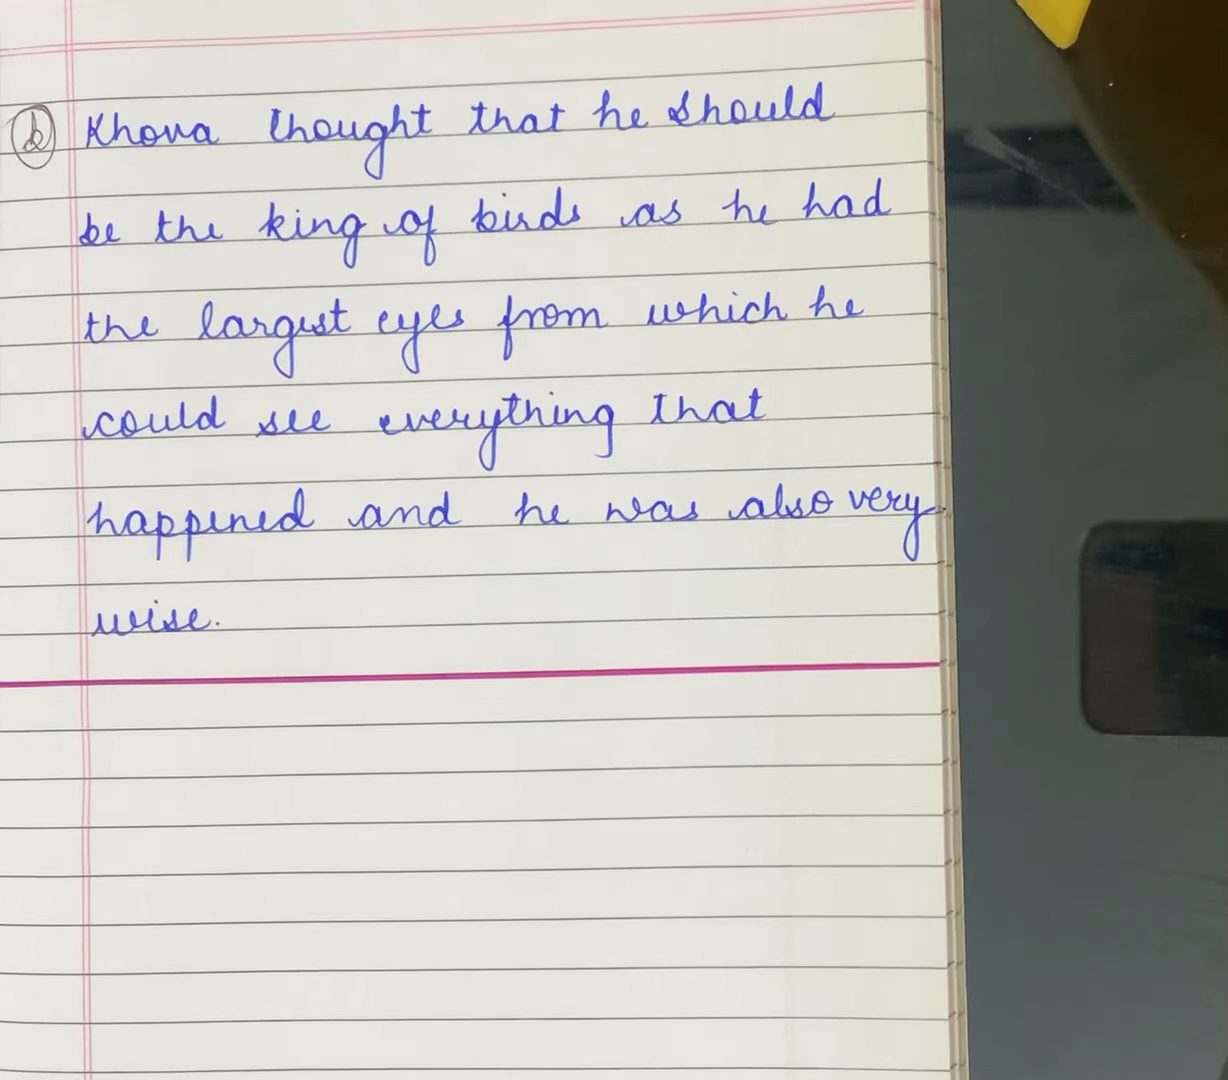 b Khova thought that he should
be the king of birds as he had
the largest eyes from which he
could see everything that
happened and he was also very
wise.